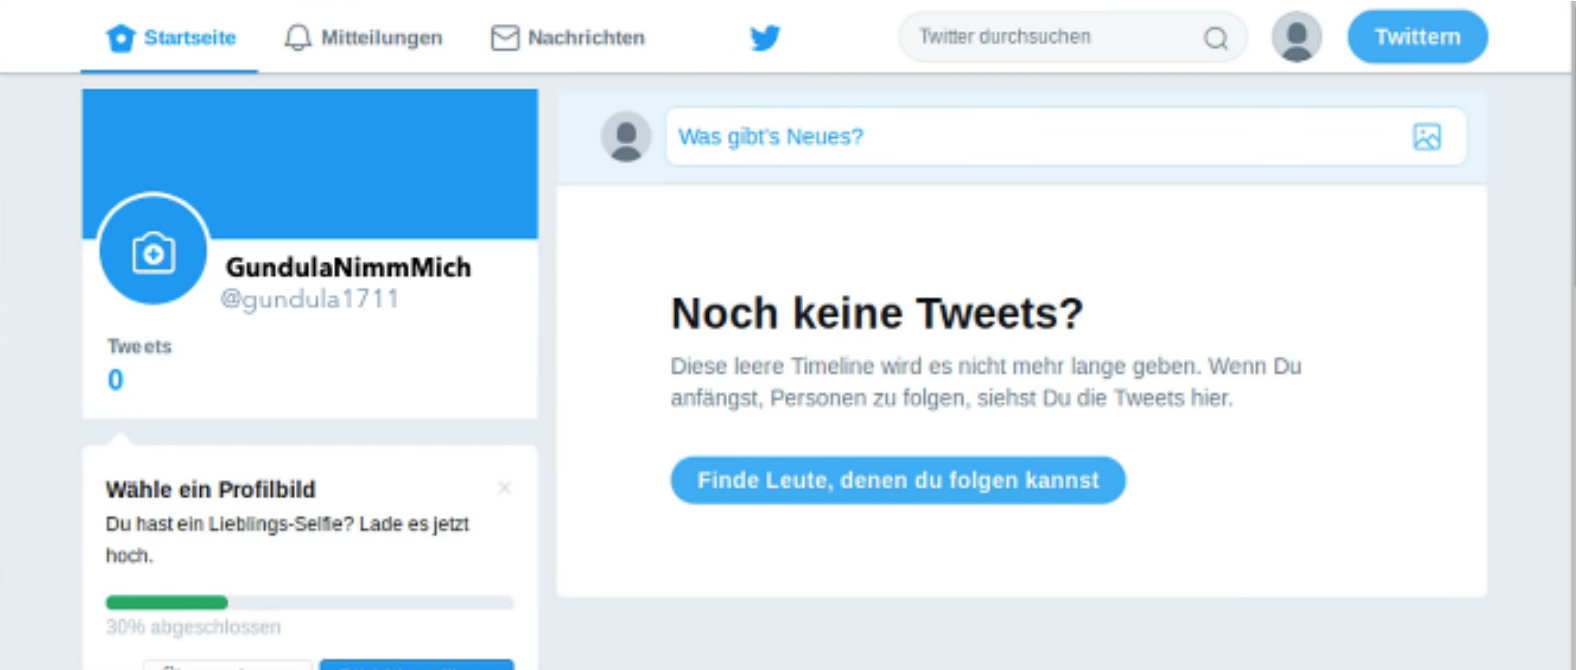 Startseite
Mitteilungen
Nachrichten
Twitter durchsuchen
Twittern
GundulaNimmMich
@gundula1711
Tweets
0
Wähle ein Profilbild
Du hast ein Lieblings-Selfie? Lade es jetzt
hoch.
30% abgeschlossen
Was gibt's Neues?
Noch keine Tweets?
Diese leere Timeline wird es nicht mehr lange geben. Wenn Du
anfängst, Personen zu folgen, siehst Du die Tweets hier.
Finde Leute, denen du folgen kannst